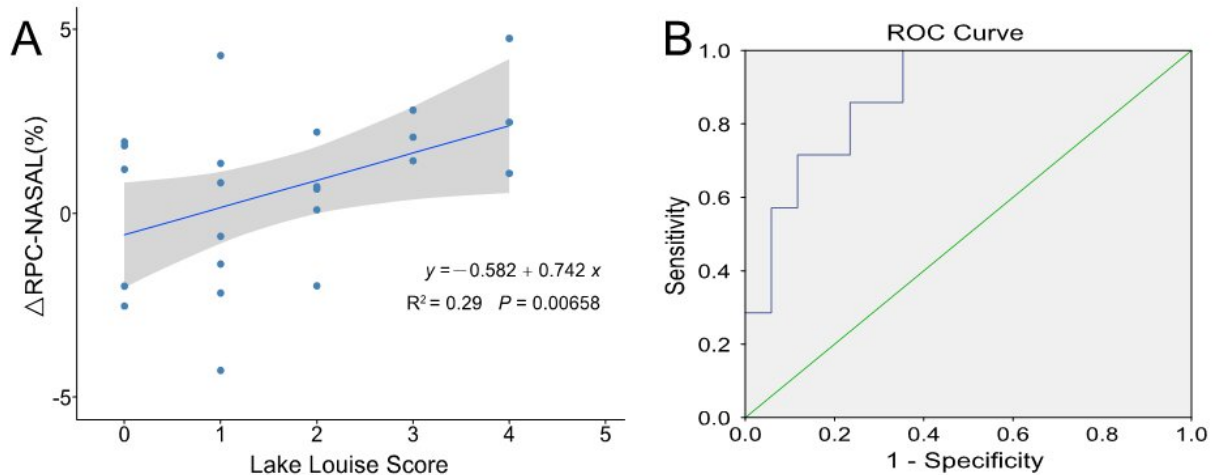 A
5
0
-5
△RPC-NASAL(%)
y = −0.582 + 0.742 x
R² = 0.29 P = 0.00658
0 1 2 3 4 5
Lake Louise Score
B
ROC Curve
1.0
0.8
0.6
0.4
0.2
0.0
Sensitivity
0.0 0.2 0.4 0.6 0.8 1.0
1 - Specificity